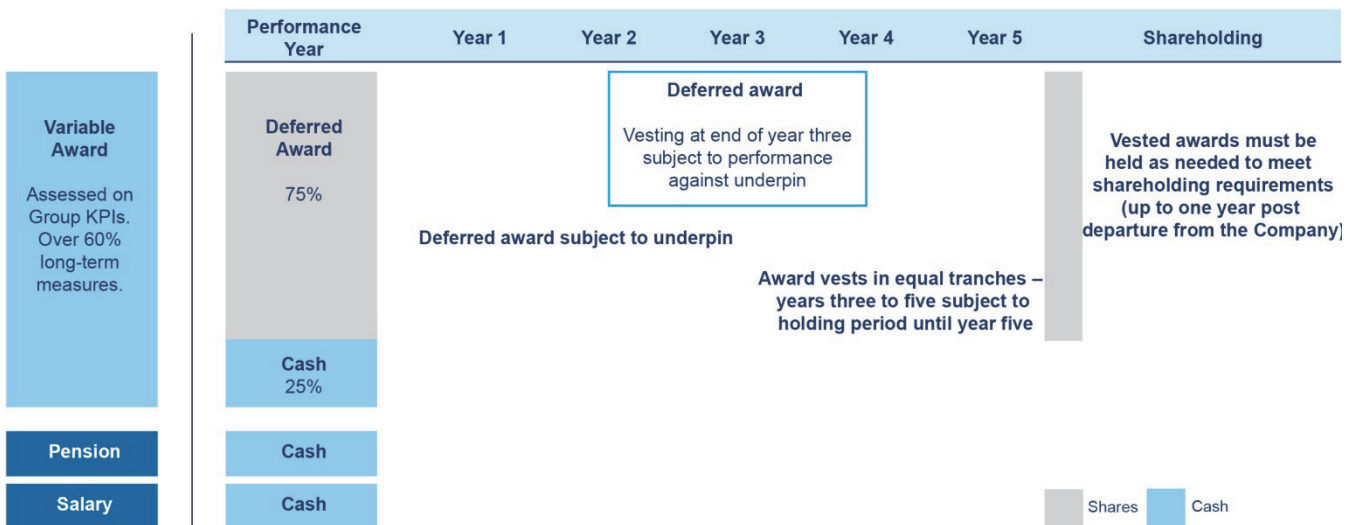 Performance
Year
Year 1
Year 2
Year 3
Year 4
Year 5
Shareholding
Variable
Award
Assessed on
Group KPIs.
Over 60%
long-term
measures.
Deferred
Award
75%
Deferred award
Vesting at end of year three
subject to performance
against underpin
Deferred award subject to underpin
Award vests in equal tranches –
years three to five subject to
holding period until year five
Vested awards must be
held as needed to meet
shareholding requirements
(up to one year post
departure from the Company)
Cash
25%
Pension
Cash
Salary
Cash
Shares
Cash